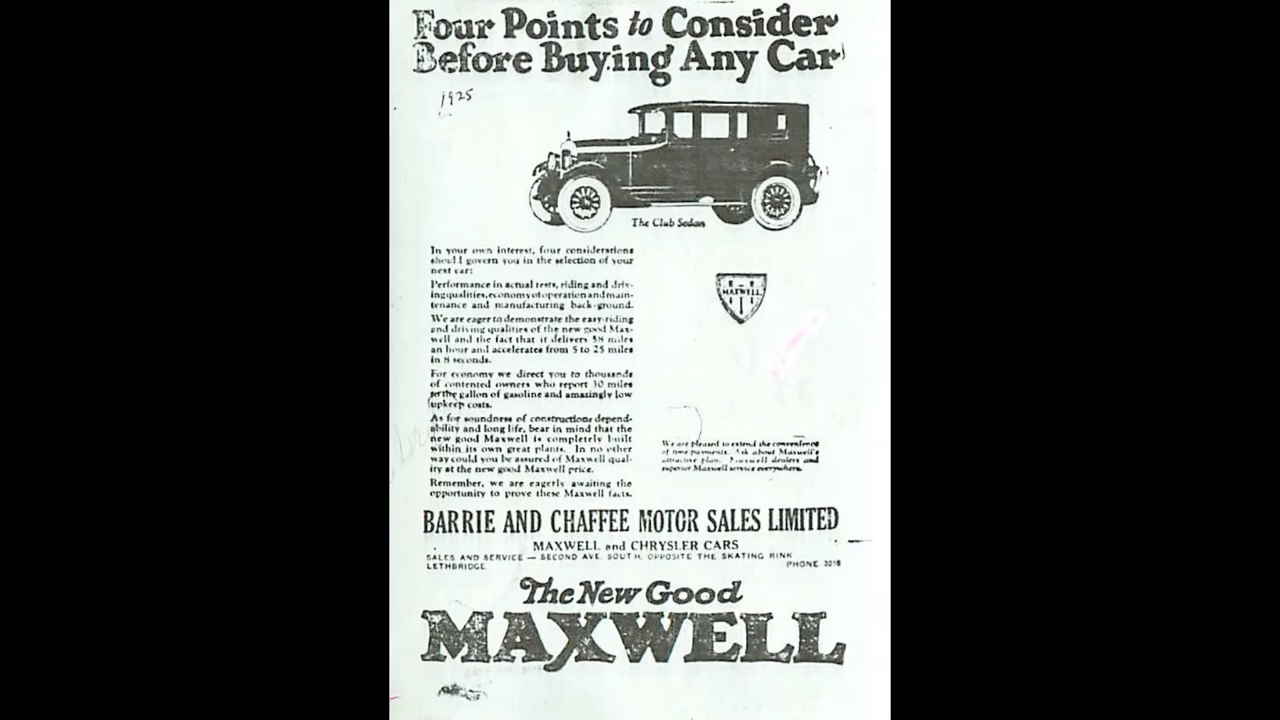 Four Points to Consider
Before Buying Any Car
1925
The Club Sedan
In your own interest, four considerations
should govern you in the selection of your
next car:
Performance in actual tests, riding and driv-
ing qualities, economy of operation and main-
tenance and manufacturing back-ground.
We are eager to demonstrate the easy-riding
and driving qualities of the new good Max-
well and the fact that it delivers 58 miles
an hour and accelerates from 5 to 25 miles
in 8 seconds.
For economy we direct you to thousands
of contented owners who report 30 miles
to the gallon of gasoline and amazingly low
upkeep costs.
As for soundness of constructions depend-
ability and long life, bear in mind that the
new good Maxwell is completely built
within its own great plants. In no other
way could you be assured of Maxwell qual-
ity at the new good Maxwell price.
Remember, we are eagerly awaiting the
opportunity to prove these Maxwell facts.
MAXWELL
We are pleased to extend the convenience
of time payments. Ask about Maxwell's
attractive plan. Maxwell dealers and
superior Maxwell service everywhere.
BARRIE AND CHAFFEE MOTOR SALES LIMITED
MAXWELL and CHRYSLER CARS
SALES AND SERVICE — SECOND AVE. SOUTH, OPPOSITE THE SKATING RINK
LETHBRIDGE PHONE 3016
The New Good
MAXWELL